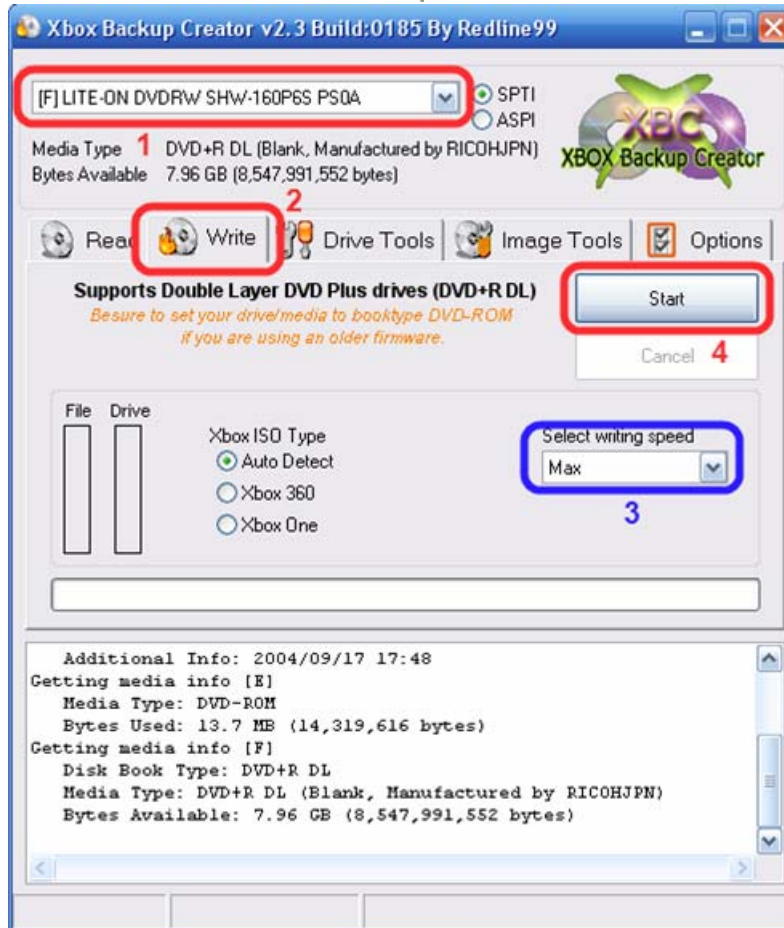 Xbox Backup Creator v2.3 Build:0185 By Redline99
[F] LITE-ON DVDRW SHW-160P6S PS0A
SPTI
ASPI
XBC
XBOX Backup Creator
1
Media Type DVD+R DL (Blank, Manufactured by RICOHJPN)
Bytes Available 7.96 GB (8,547,991,552 bytes)
2
Read Write Drive Tools Image Tools Options
Supports Double Layer DVD Plus drives (DVD+R DL)
Besure to set your drive/media to booktype DVD-ROM
if you are using an older firmware.
Start
Cancel 4
File Drive
Xbox ISO Type
Auto Detect
Xbox 360
Xbox One
Select writing speed
Max
3
Additional Info: 2004/09/17 17:48
Getting media info [E]
Media Type: DVD-ROM
Bytes Used: 13.7 MB (14,319,616 bytes)
Getting media info [F]
Disk Book Type: DVD+R DL
Media Type: DVD+R DL (Blank, Manufactured by RICOHJPN)
Bytes Available: 7.96 GB (8,547,991,552 bytes)